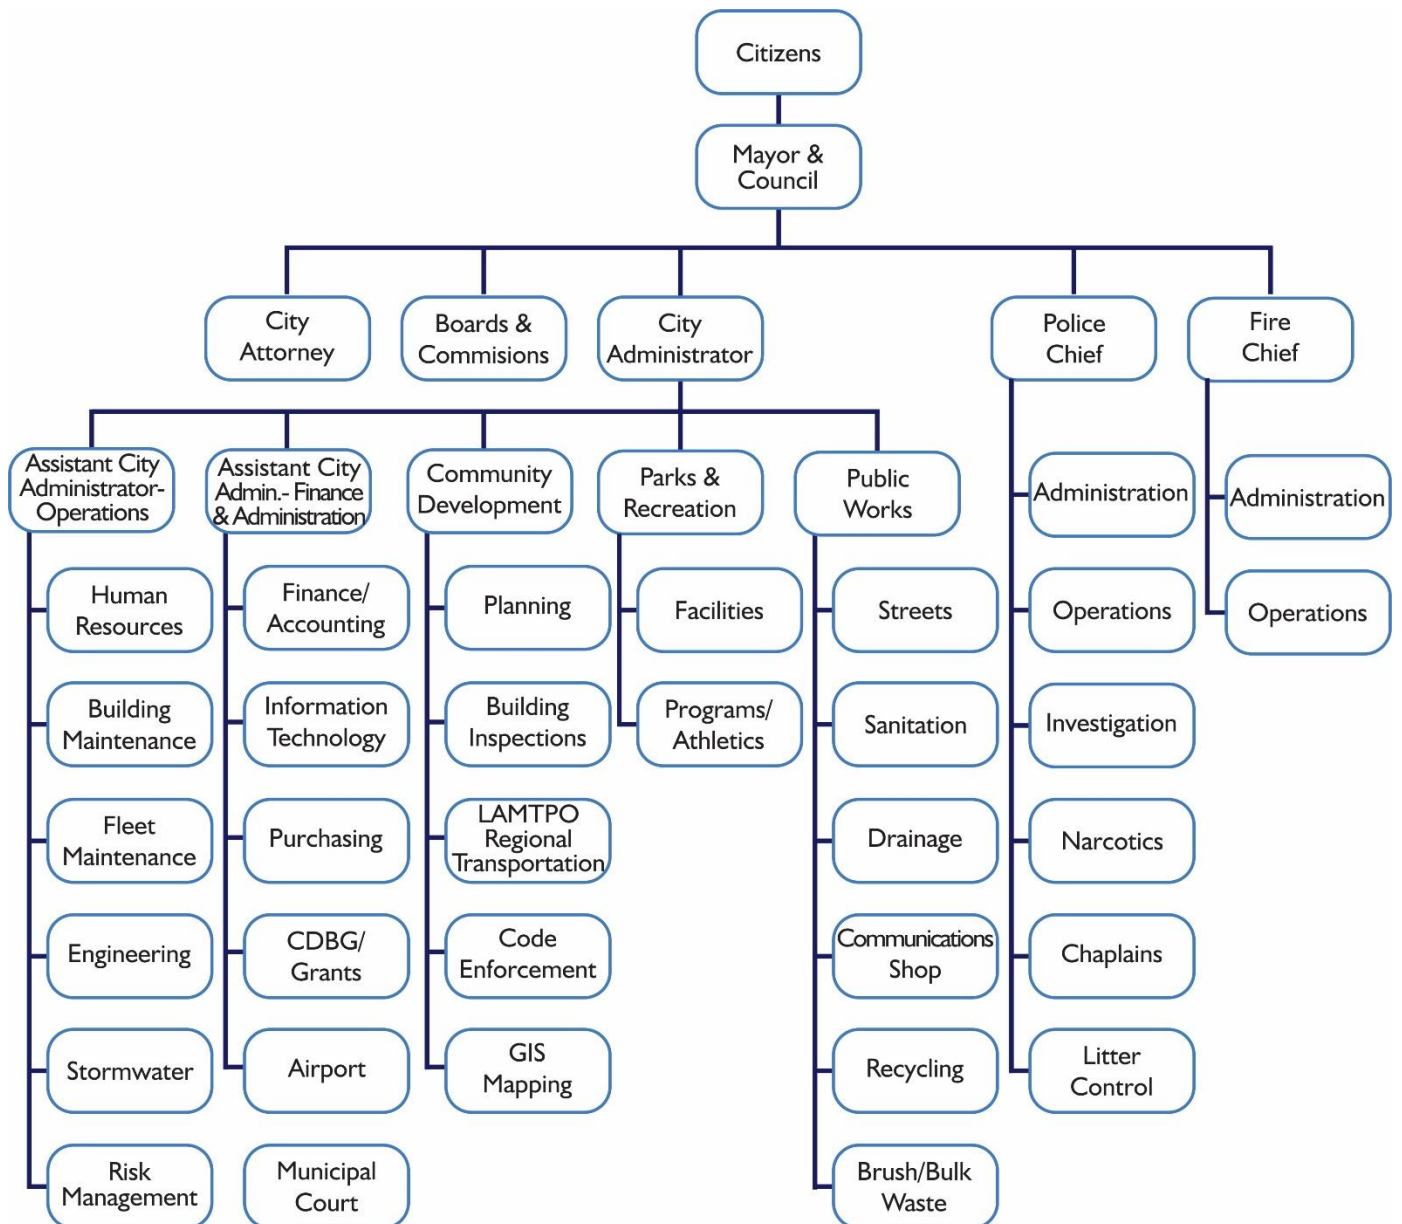 Citizens
Mayor &
Council
City
Attorney
Boards &
Commisions
City
Administrator
Police
Chief
Fire
Chief
Assistant City
Administrator-
Operations
Assistant City
Admin.- Finance
& Administration
Community
Development
Parks &
Recreation
Public
Works
Administration
Administration
Human
Resources
Finance/
Accounting
Planning
Facilities
Streets
Operations
Operations
Building
Maintenance
Information
Technology
Building
Inspections
Programs/
Athletics
Sanitation
Investigation
Fleet
Maintenance
Purchasing
LAMTPO
Regional
Transportation
Drainage
Narcotics
Engineering
CDBG/
Grants
Code
Enforcement
Communications
Shop
Chaplains
Stormwater
Airport
GIS
Mapping
Recycling
Litter
Control
Risk
Management
Municipal
Court
Brush/Bulk
Waste